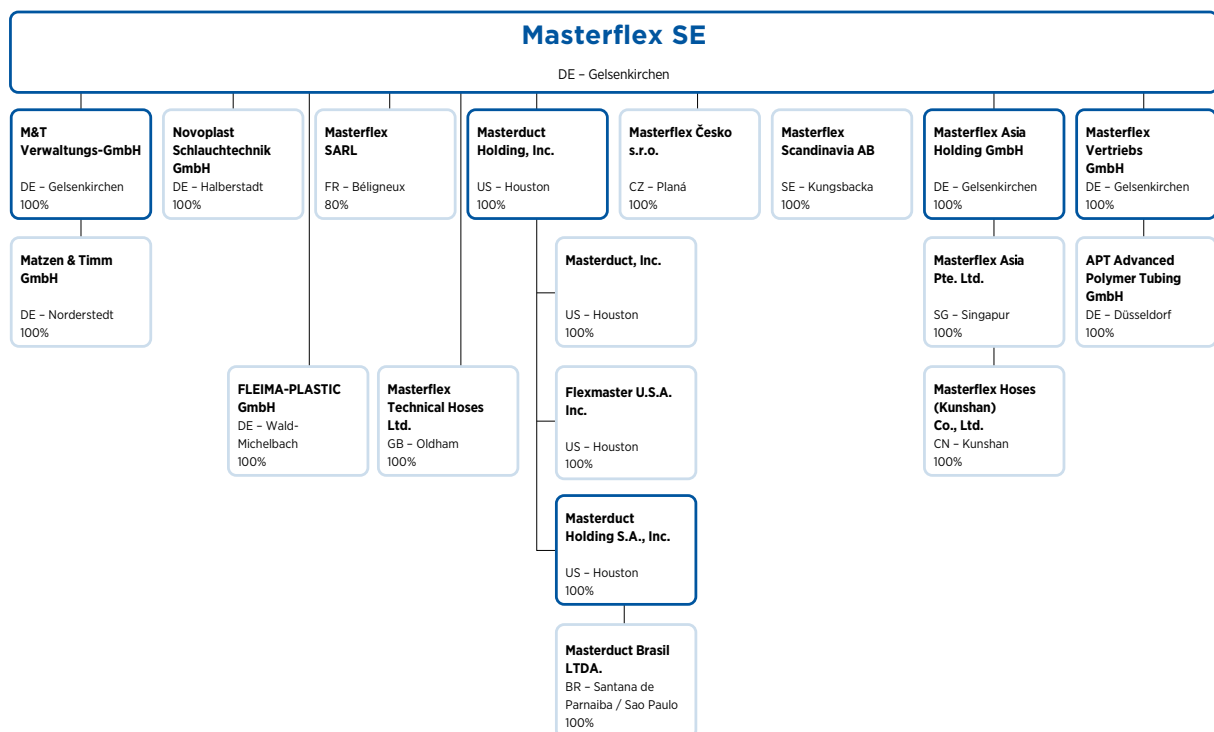 Masterflex SE
DE – Gelsenkirchen
M&T
Verwaltungs-GmbH
DE – Gelsenkirchen
100%
Novoplast
Schlauchtechnik
GmbH
DE – Halberstadt
100%
Masterflex
SARL
FR – Béligneux
80%
Masterduct
Holding, Inc.
US – Houston
100%
Masterflex Česko
s.r.o.
CZ – Planá
100%
Masterflex
Scandinavia AB
SE – Kungsbacka
100%
Masterflex Asia
Holding GmbH
DE – Gelsenkirchen
100%
Masterflex
Vertriebs
GmbH
DE – Gelsenkirchen
100%
Matzen & Timm
GmbH
DE – Norderstedt
100%
Masterduct, Inc.
US – Houston
100%
Masterflex Asia
Pte. Ltd.
SG – Singapur
100%
APT Advanced
Polymer Tubing
GmbH
DE – Düsseldorf
100%
FLEIMA-PLASTIC
GmbH
DE – Wald-
Michelbach
100%
Masterflex
Technical Hoses
Ltd.
GB – Oldham
100%
Flexmaster U.S.A.
Inc.
US – Houston
100%
Masterflex Hoses
(Kunshan)
Co., Ltd.
CN – Kunshan
100%
Masterduct
Holding S.A., Inc.
US – Houston
100%
Masterduct Brasil
LTDA.
BR – Santana de
Parnaiba / Sao Paulo
100%